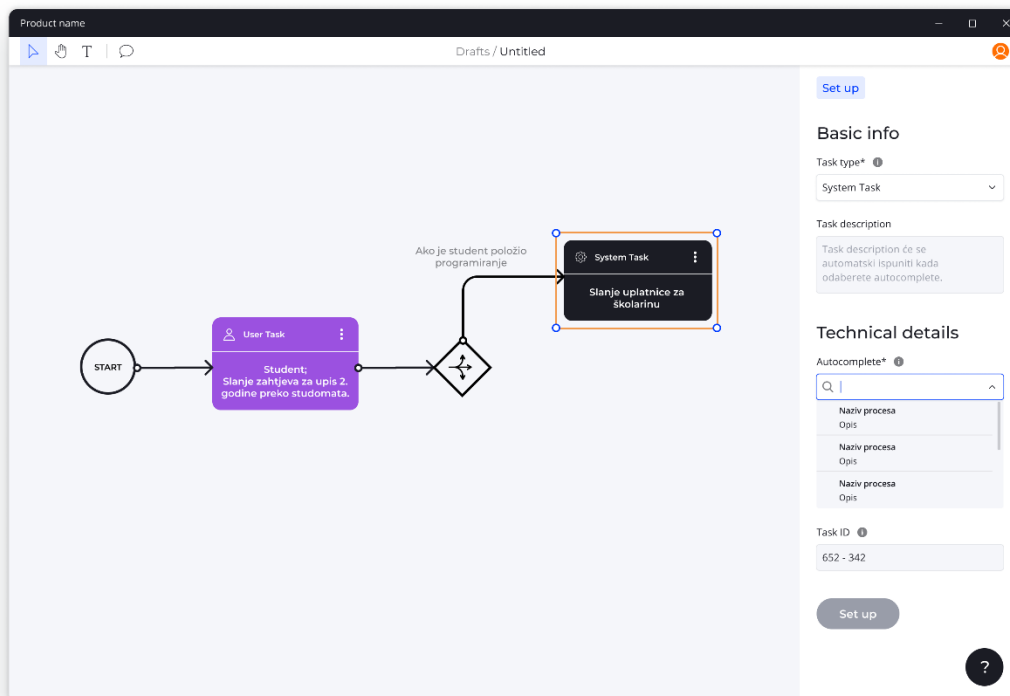 Product name
T
Drafts / Untitled
Set up
Basic info
Task type*
System Task
Task description
Task description će se
automatski ispuniti kada
odaberete autocomplete.
Ako je student položio
programiranje
System Task
Slanje uplatnice za
školarinu
START
User Task
Student;
Slanje zahtjeva za upis 2.
godine preko studomata.
Technical details
Autocomplete*
Naziv procesa
Opis
Naziv procesa
Opis
Naziv procesa
Opis
Task ID
652 - 342
Set up
?